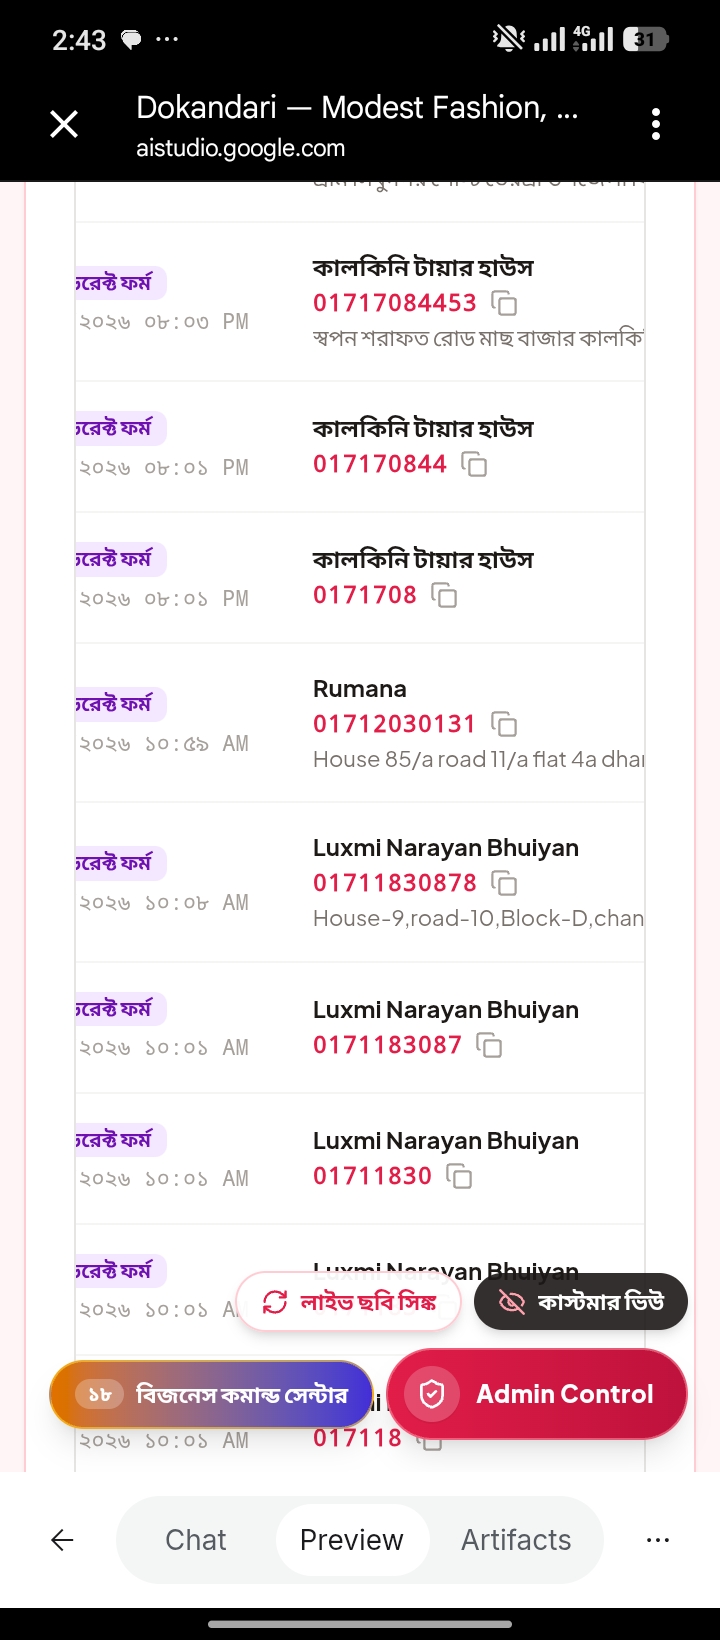 2:43
4G
31
Dokandari — Modest Fashion, ...
aistudio.google.com
রেক্ট ফর্ম
২০২৬ ০৮:০৩ PM
কালকিনি টায়ার হাউস
01717084453
স্বপন শরাফত রোড মাছ বাজার কালকি
রেক্ট ফর্ম
২০২৬ ০৮:০১ PM
কালকিনি টায়ার হাউস
017170844
রেক্ট ফর্ম
২০২৬ ০৮:০১ PM
কালকিনি টায়ার হাউস
0171708
রেক্ট ফর্ম
২০২৬ ১০:৫৯ AM
Rumana
01712030131
House 85/a road 11/a flat 4a dhan
রেক্ট ফর্ম
২০২৬ ১০:০৮ AM
Luxmi Narayan Bhuiyan
01711830878
House-9,road-10,Block-D,chan
রেক্ট ফর্ম
২০২৬ ১০:০১ AM
Luxmi Narayan Bhuiyan
0171183087
রেক্ট ফর্ম
২০২৬ ১০:০১ AM
Luxmi Narayan Bhuiyan
01711830
রেক্ট ফর্ম
২০২৬ ১০:০১ A
Luxmi Narayan Bhuiyan
লাইভ ছবি সিঙ্ক
কাস্টমার ভিউ
১৮ বিজনেস কমান্ড সেন্টার
Admin Control
২০২৬ ১০:০১ AM
017118
Chat
Preview
Artifacts